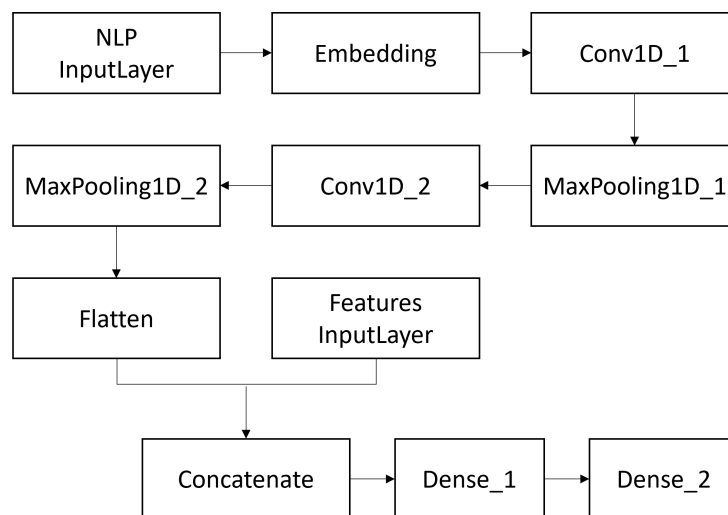 NLP
InputLayer
Embedding
Conv1D_1
MaxPooling1D_2
Conv1D_2
MaxPooling1D_1
Flatten
Features
InputLayer
Concatenate
Dense_1
Dense_2